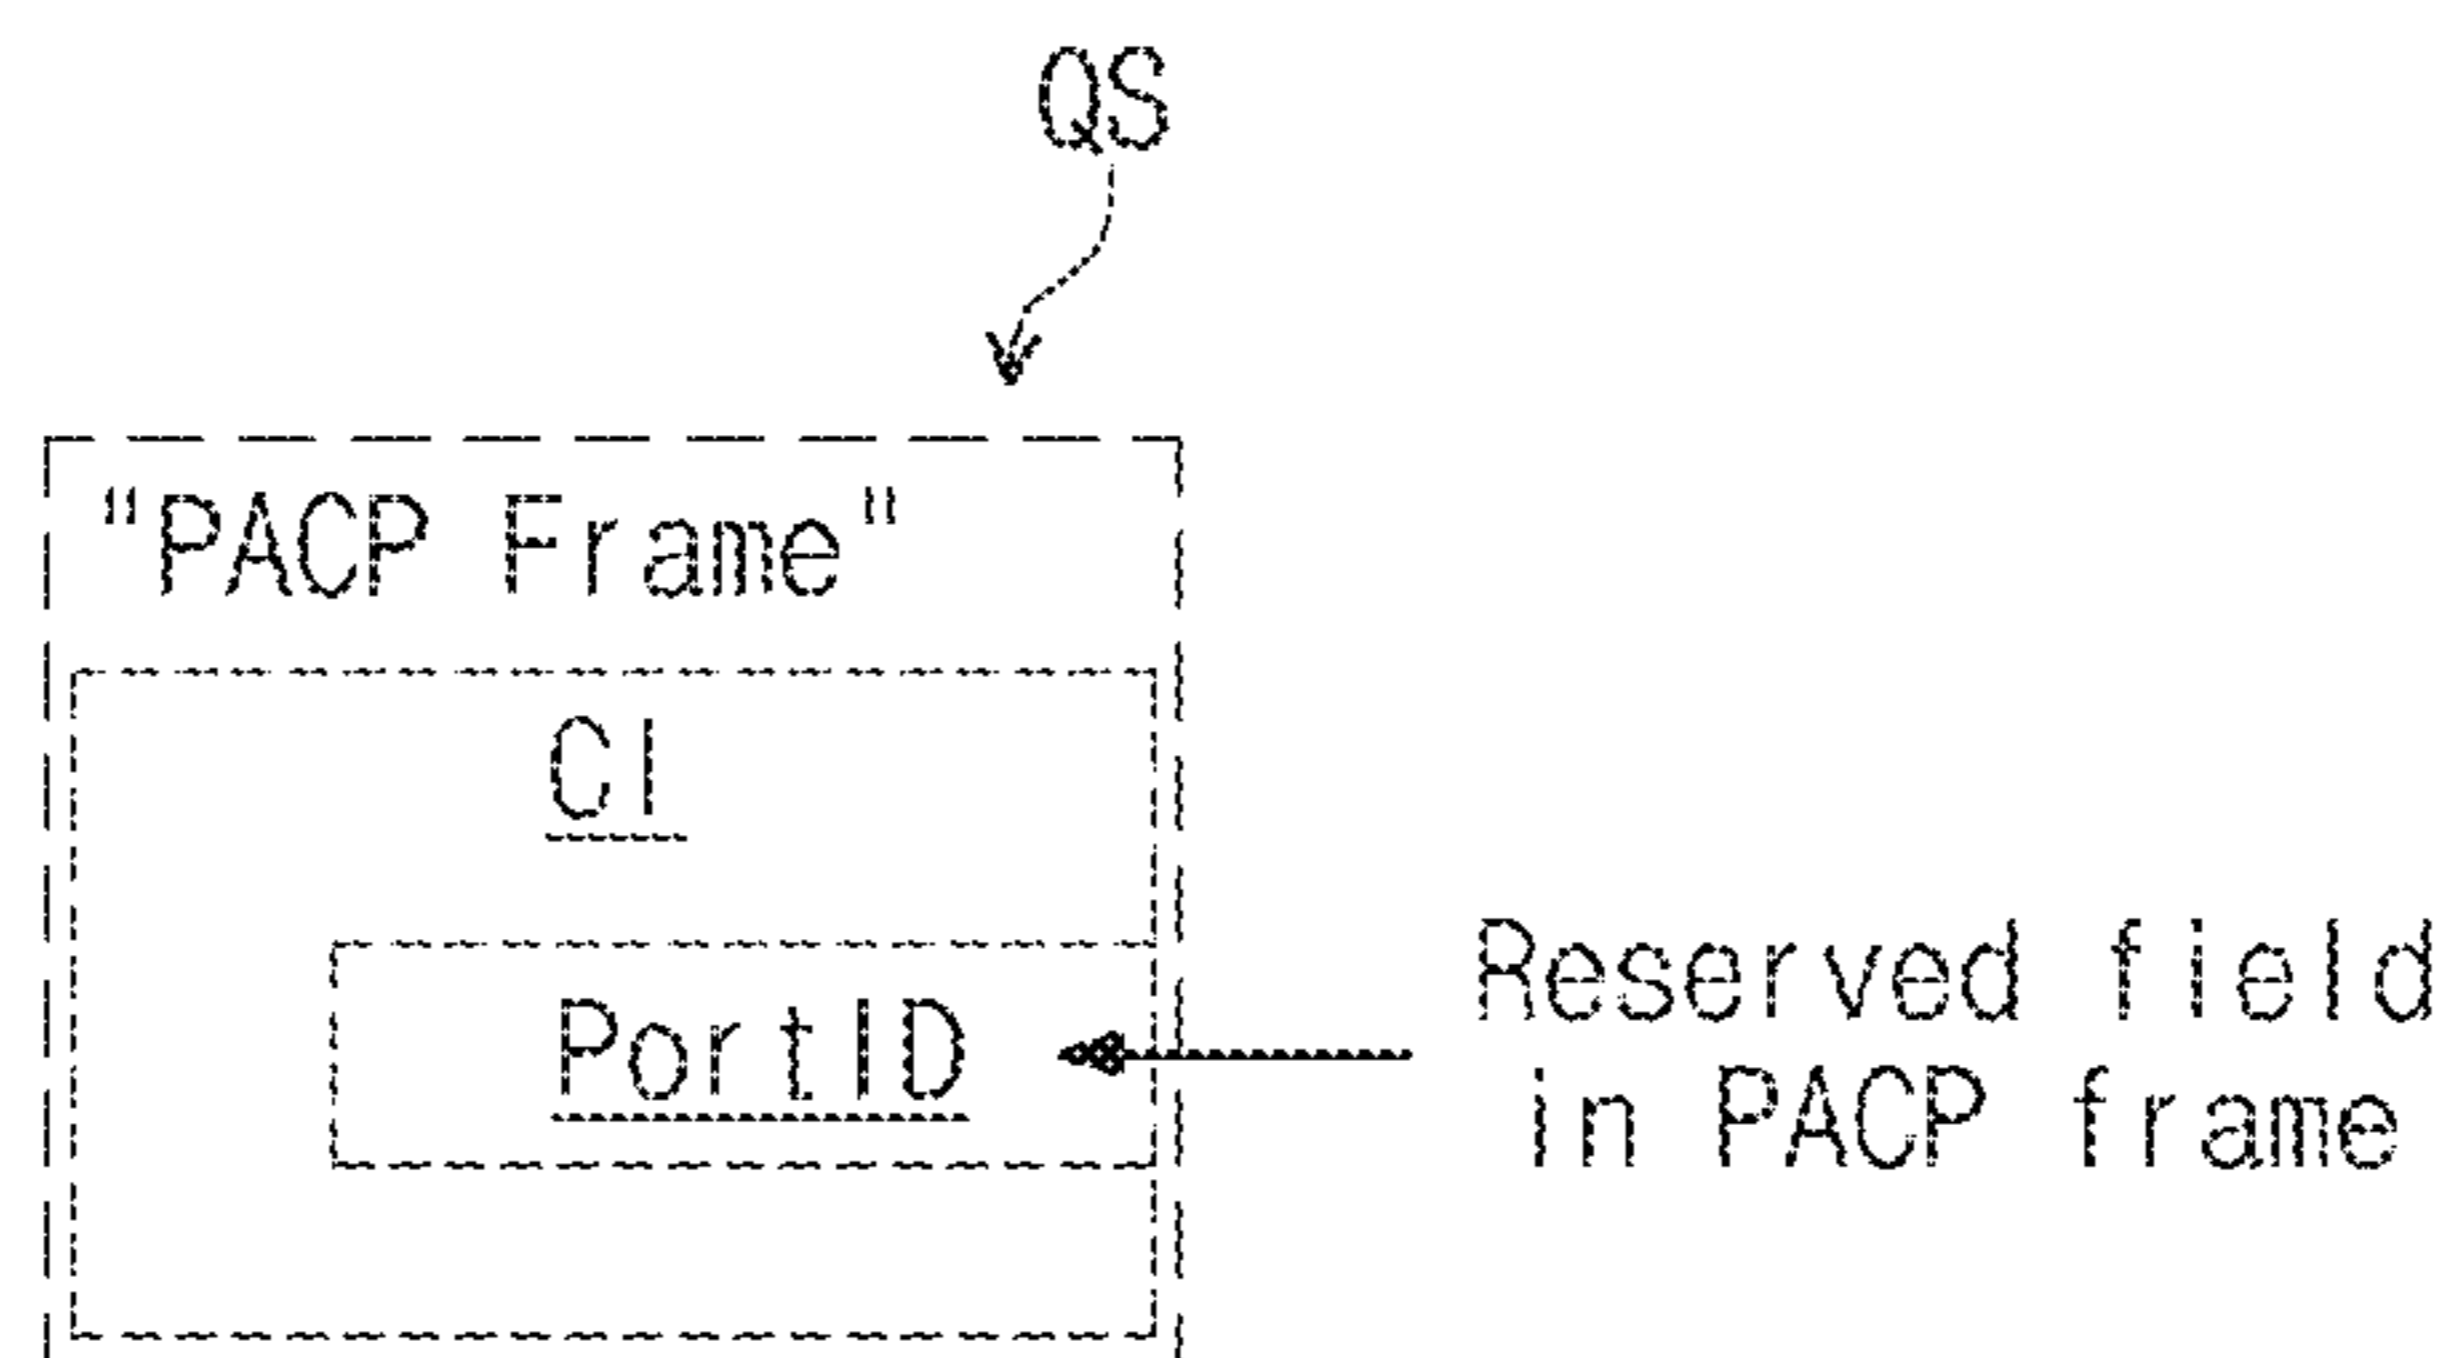 QS
"PACP Frame"
CI
PortID
Reserved field
in PACP frame